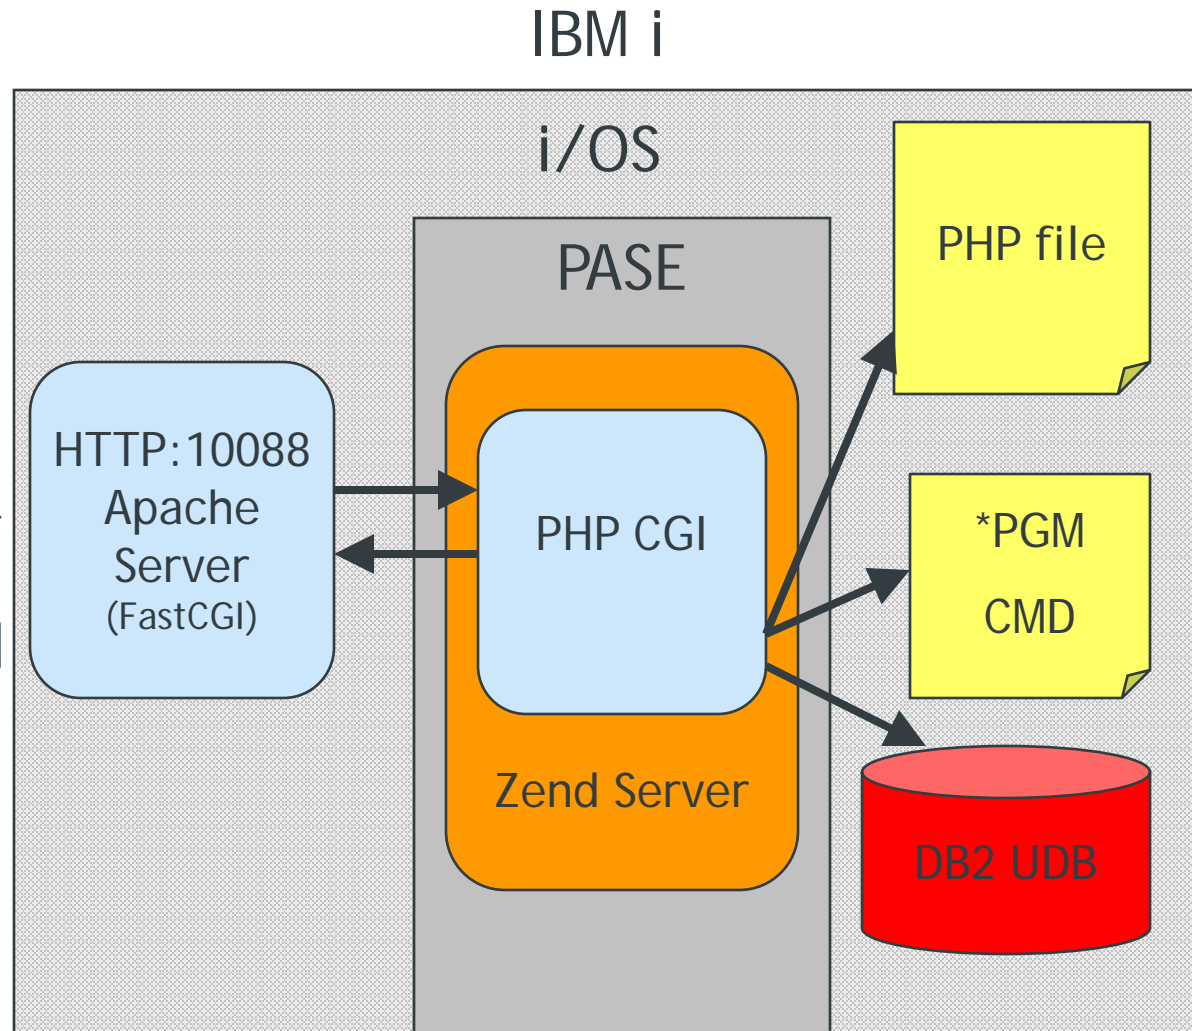 IBM i
i/OS
PASE
PHP file
HTTP:10088
Apache
Server
(FastCGI)
PHP CGI
*PGM
CMD
Zend Server
DB2 UDB